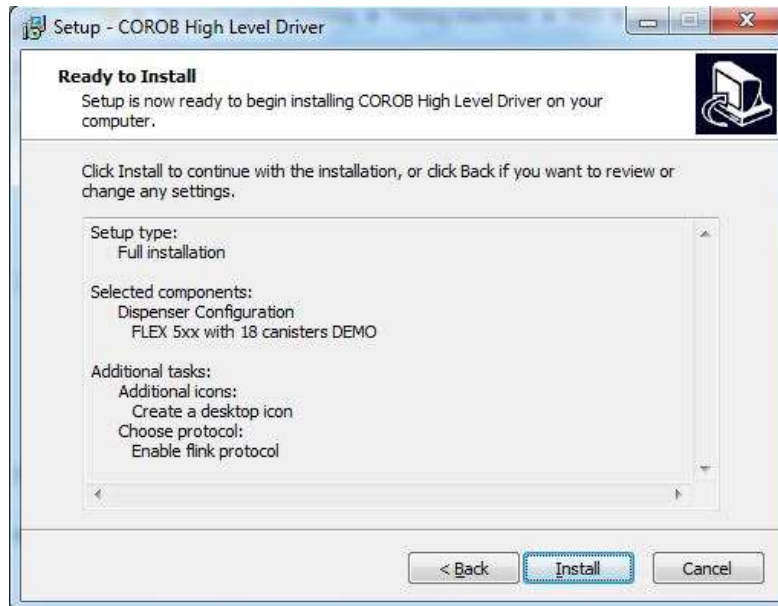 Setup - COROB High Level Driver
Ready to Install
Setup is now ready to begin installing COROB High Level Driver on your
computer.
Click Install to continue with the installation, or click Back if you want to review or
change any settings.
Setup type:
Full installation
Selected components:
Dispenser Configuration
FLEX 5xx with 18 canisters DEMO
Additional tasks:
Additional icons:
Create a desktop icon
Choose protocol:
Enable flink protocol
< Back
Install
Cancel